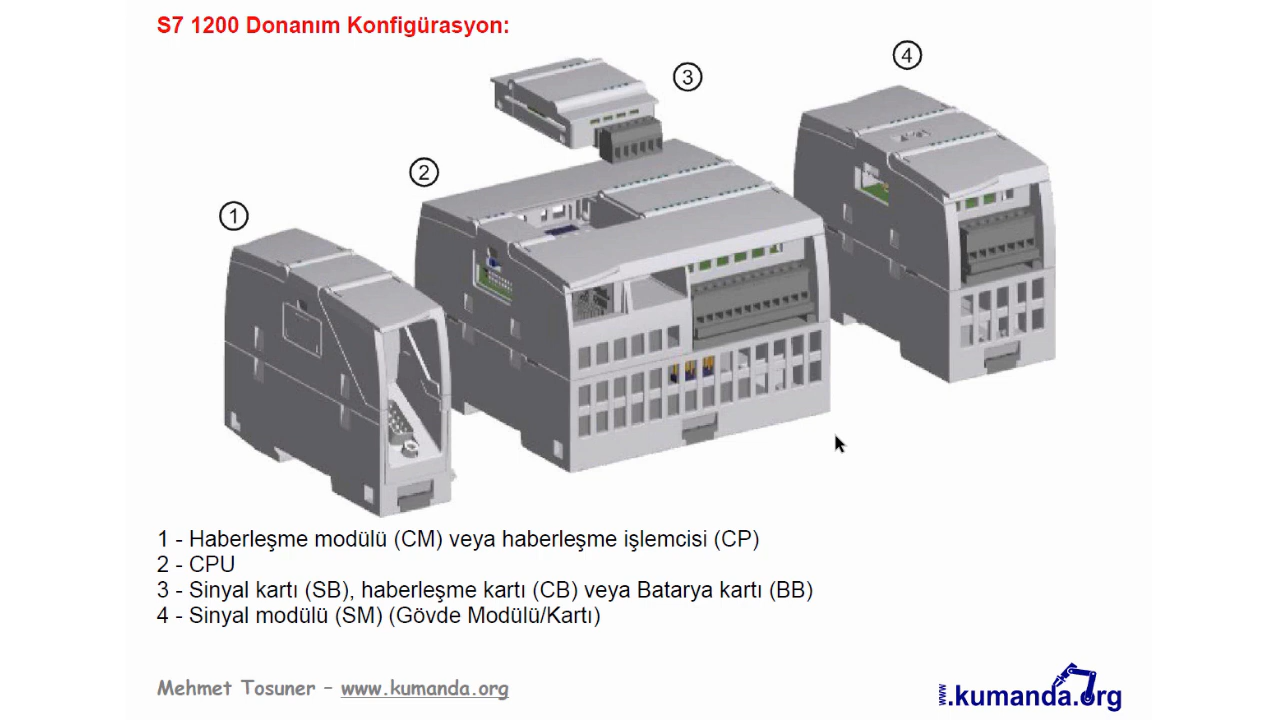 S7 1200 Donanım Konfigürasyon:
4
3
2
1
1 - Haberleşme modülü (CM) veya haberleşme işlemcisi (CP)
2 - CPU
3 - Sinyal kartı (SB), haberleşme kartı (CB) veya Batarya kartı (BB)
4 - Sinyal modülü (SM) (Gövde Modülü/Kartı)
Mehmet Tosuner – www.kumanda.org
www.kumanda.org